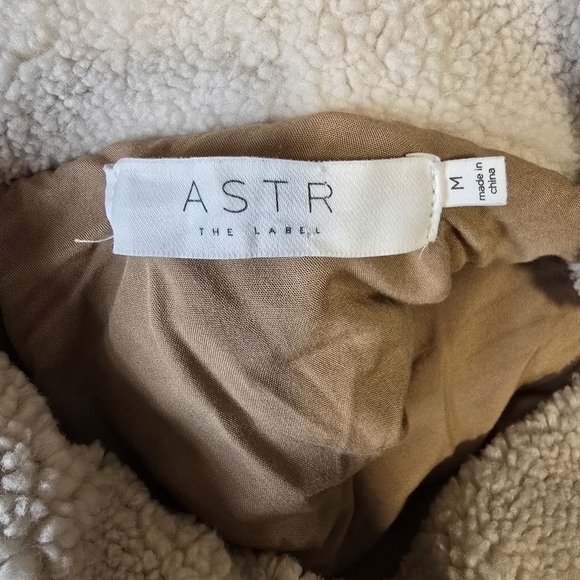 ASTR
THE LABEL
M
made in
china